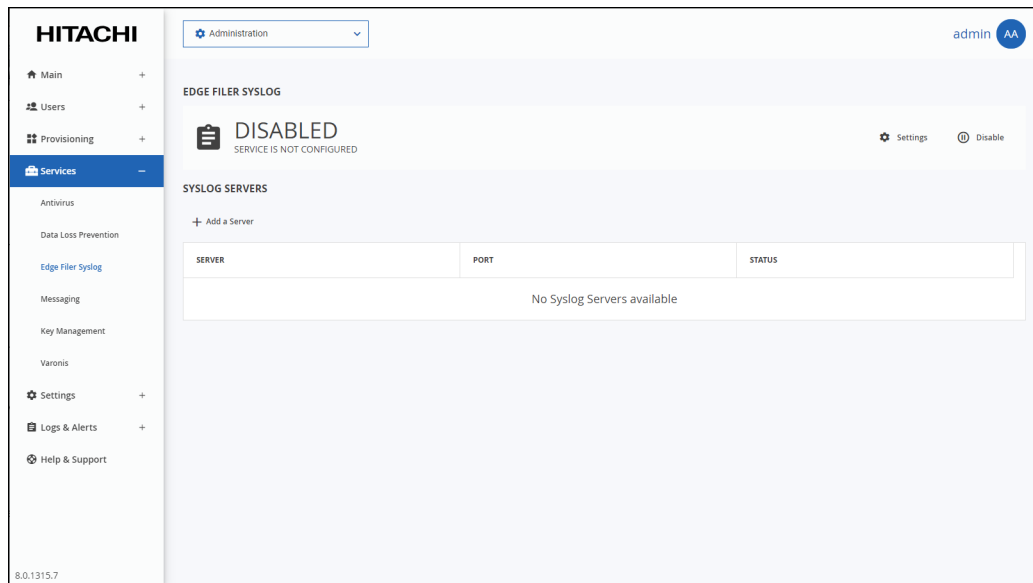 HITACHI
Administration
admin AA
Main
Users
Provisioning
Services
Antivirus
Data Loss Prevention
Edge Filer Syslog
Messaging
Key Management
Varonis
Settings
Logs & Alerts
Help & Support
8.0.1315.7
EDGE FILER SYSLOG
DISABLED
SERVICE IS NOT CONFIGURED
Settings
Disable
SYSLOG SERVERS
Add a Server
SERVER PORT STATUS
No Syslog Servers available